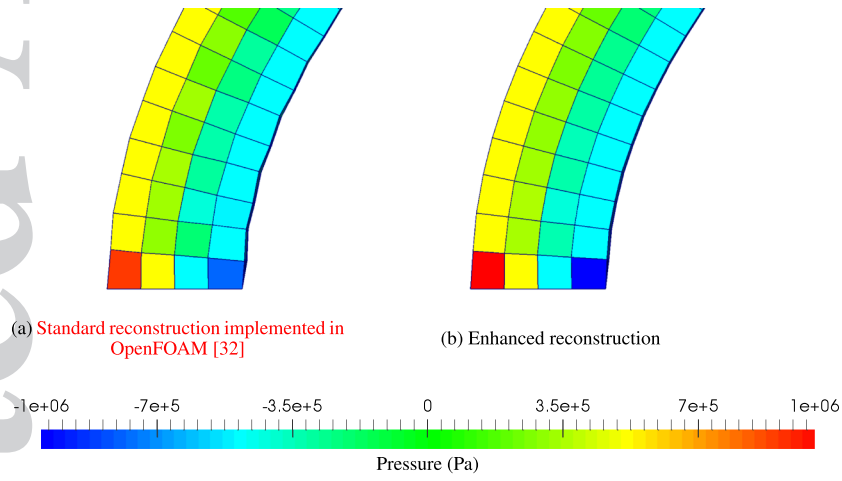 (a) Standard reconstruction implemented in
OpenFOAM [32]
(b) Enhanced reconstruction
-1e+06 -7e+5 -3.5e+5 0 3.5e+5 7e+5 1e+06
Pressure (Pa)